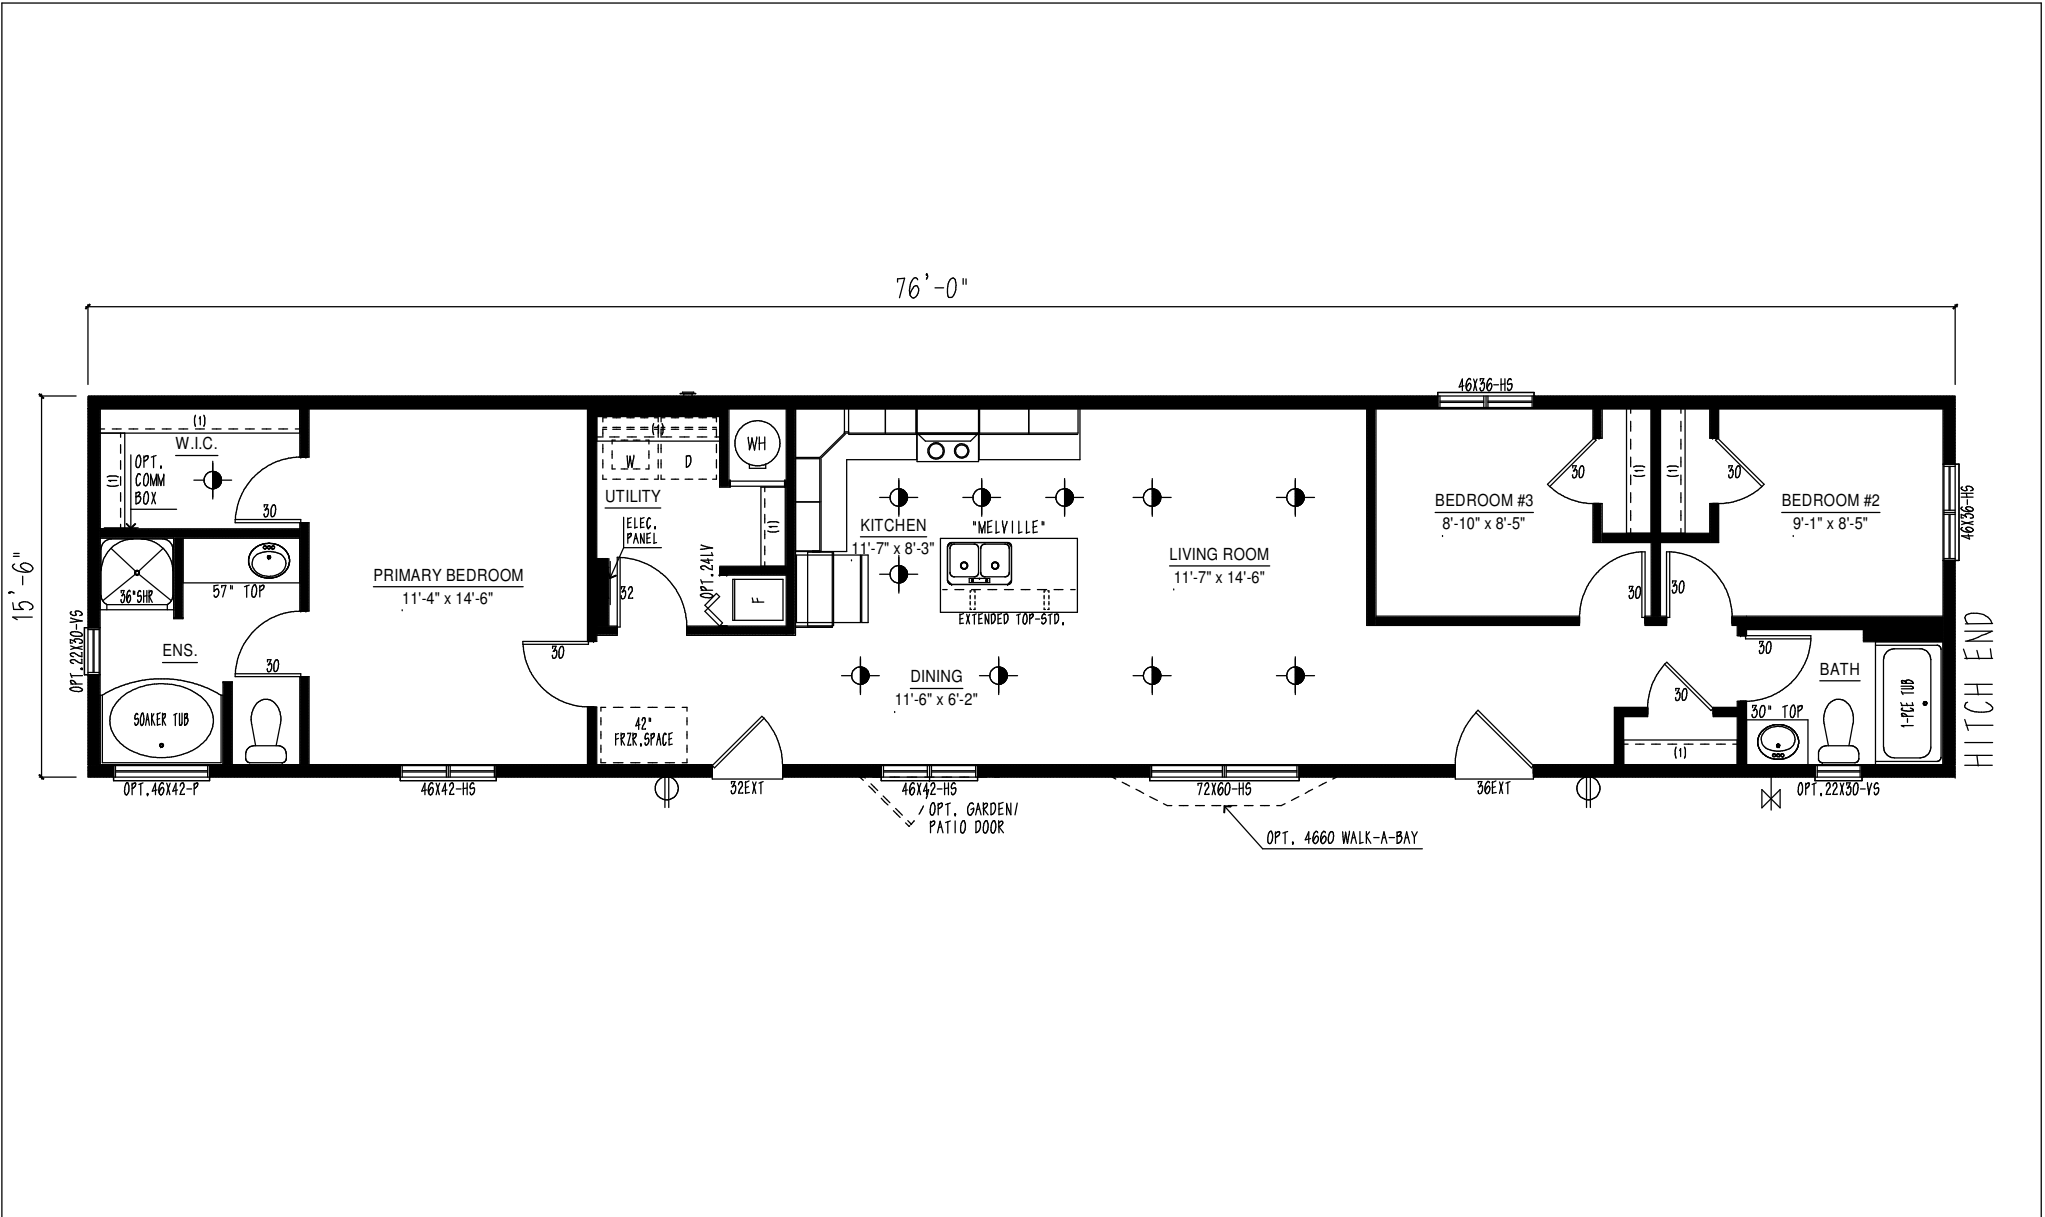 76'-0"
15'-6"
46X36-HS
(1)
W.I.C.
OPT.
COMM
BOX
(1)
30
(1)
W
D
WH
UTILITY
ELEC.
PANEL
(1)
OPT.24LV
32
F
KITCHEN
11'-7" x 8'-3"
"MELVILLE"
EXTENDED TOP-STD.
LIVING ROOM
11'-7" x 14'-6"
BEDROOM #3
8'-10" x 8'-5"
30
(1)
(1)
30
BEDROOM #2
9'-1" x 8'-5"
46X36-HS
36"SHR
57" TOP
PRIMARY BEDROOM
11'-4" x 14'-6"
30
30
OPT.22X30-VS
ENS.
30
30
DINING
11'-6" x 6'-2"
30
BATH
30
HITCH END
SOAKER TUB
42"
FRZR.SPACE
30" TOP
1-PCE TUB
(1)
OPT.46X42-P
46X42-HS
32EXT
46X42-HS
72X60-HS
36EXT
OPT.22X30-VS
OPT. GARDEN/
PATIO DOOR
OPT. 4660 WALK-A-BAY